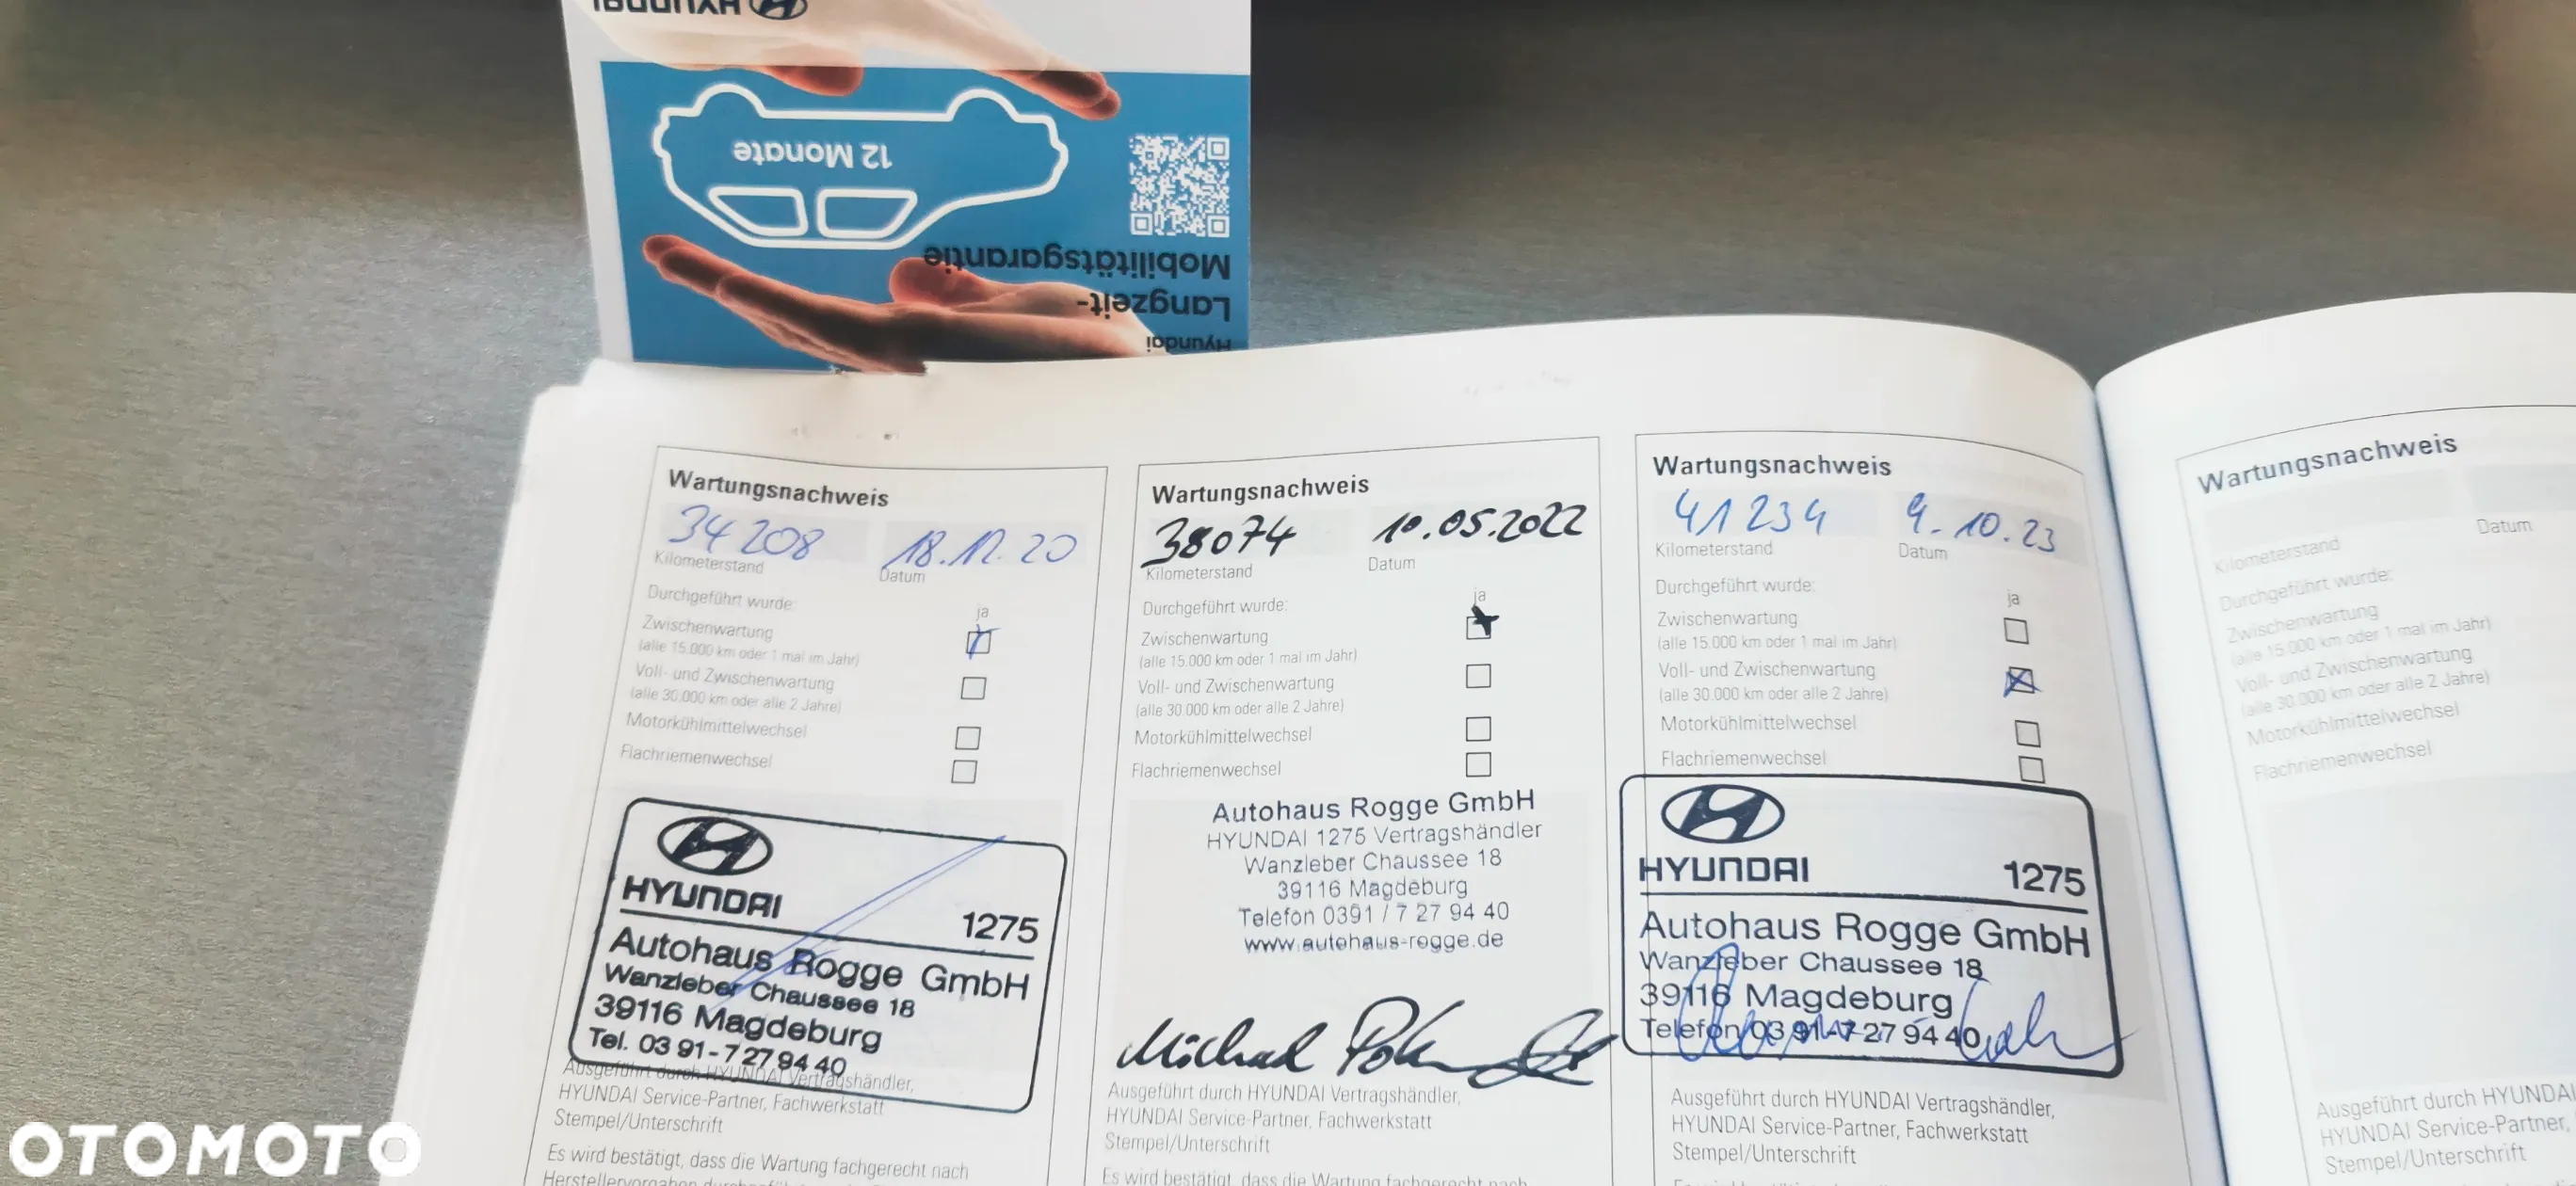 HYUNDAI
12 Monate
Mobilitätsgarantie
Langzeit-
Hyundai
Wartungsnachweis
34 208 18.12.20
Kilometerstand Datum
Durchgeführt wurde: ja
Zwischenwartung
(alle 15.000 km oder 1 mal im Jahr)
Voll- und Zwischenwartung
(alle 30.000 km oder alle 2 Jahre)
Motorkühlmittelwechsel
Flachriemenwechsel
HYUNDAI 1275
Autohaus Rogge GmbH
Wanzleber Chaussee 18
39116 Magdeburg
Tel. 03 91-7 27 94 40
Ausgeführt durch HYUNDAI Vertragshändler,
HYUNDAI Service-Partner, Fachwerkstatt
Stempel/Unterschrift
Es wird bestätigt, dass die Wartung fachgerecht nach
Wartungsnachweis
38074 10.05.2022
Kilometerstand Datum
Durchgeführt wurde: ja
Zwischenwartung
(alle 15.000 km oder 1 mal im Jahr)
Voll- und Zwischenwartung
(alle 30.000 km oder alle 2 Jahre)
Motorkühlmittelwechsel
Flachriemenwechsel
Autohaus Rogge GmbH
HYUNDAI 1275 Vertragshändler
Wanzleber Chaussee 18
39116 Magdeburg
Telefon 0391 / 7 27 94 40
www.autohaus-rogge.de
Michael
Ausgeführt durch HYUNDAI Vertragshändler,
HYUNDAI Service-Partner, Fachwerkstatt
Stempel/Unterschrift
Es wird bestätigt, dass die Wartung fachgerecht nach
Wartungsnachweis
41234 9.10.23
Kilometerstand Datum
Durchgeführt wurde: ja
Zwischenwartung
(alle 15.000 km oder 1 mal im Jahr)
Voll- und Zwischenwartung
(alle 30.000 km oder alle 2 Jahre)
Motorkühlmittelwechsel
Flachriemenwechsel
HYUNDAI 1275
Autohaus Rogge GmbH
Wanzleber Chaussee 18
39116 Magdeburg
Telefon 03 91-7 27 94 40
Ausgeführt durch HYUNDAI Vertragshändler,
HYUNDAI Service-Partner, Fachwerkstatt
Stempel/Unterschrift
Wartungsnachweis
Kilometerstand Datum
Durchgeführt wurde:
Zwischenwartung
(alle 15.000 km oder 1 mal im Jahr)
Voll- und Zwischenwartung
(alle 30.000 km oder alle 2 Jahre)
Motorkühlmittelwechsel
Flachriemenwechsel
Ausgeführt durch HYUNDAI
HYUNDAI Service-Partner,
Stempel/Unterschrift
OTOMOTO